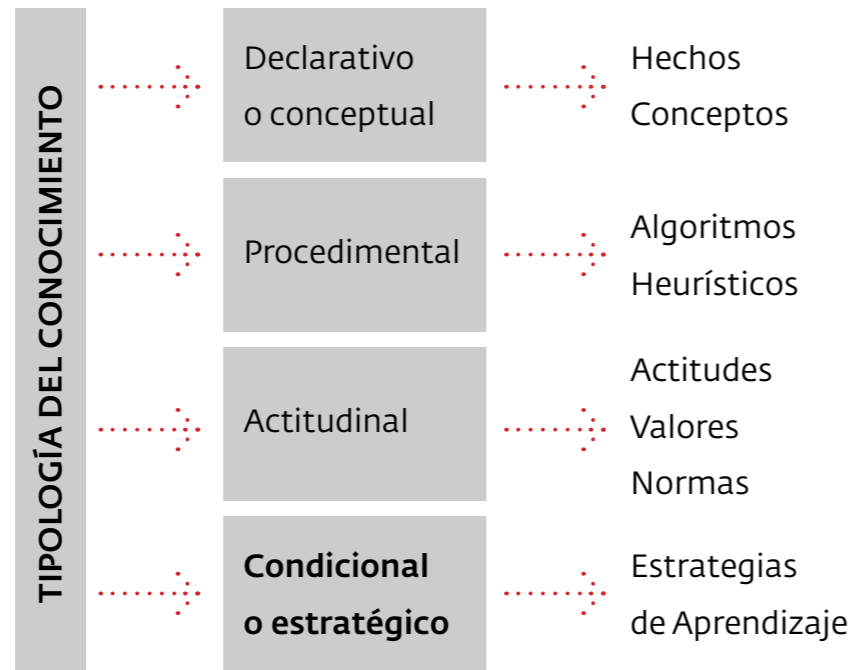 TIPOLOGÍA DEL CONOCIMIENTO
Declarativo
o conceptual
Hechos
Conceptos
Procedimental
Algoritmos
Heurísticos
Actitudinal
Actitudes
Valores
Normas
Condicional
o estratégico
Estrategias
de Aprendizaje